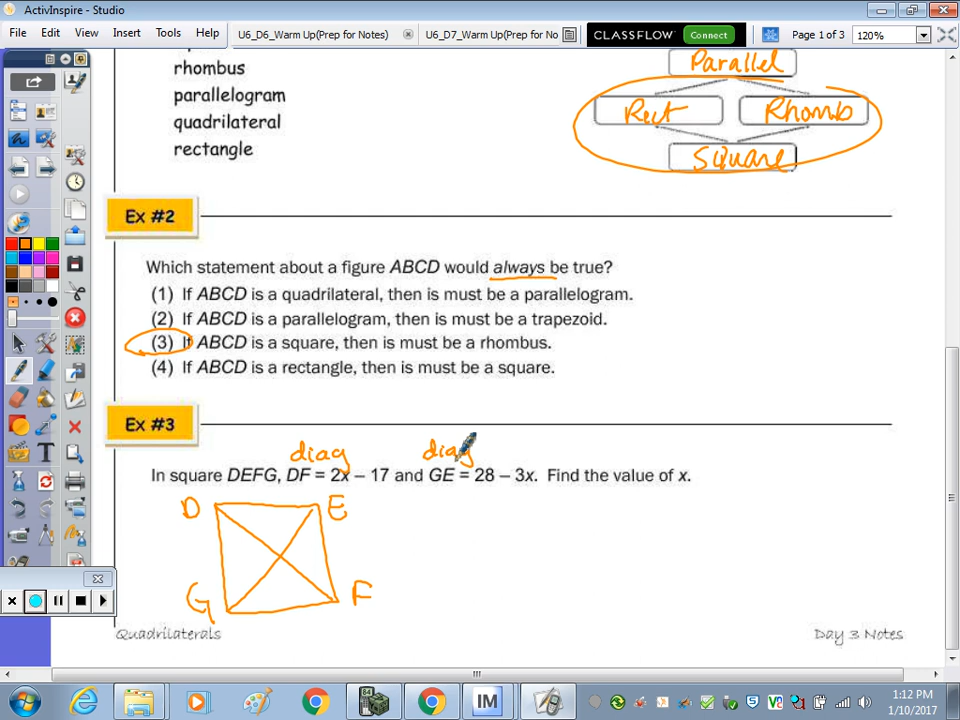 ActivInspire - Studio
File Edit View Insert Tools Help
U6_D6_Warm Up(Prep for Notes)
U6_D7_Warm Up(Prep for No
CLASSFLOW Connect
Page 1 of 3
120%
Parallel
rhombus
parallelogram
quadrilateral
rectangle
Rect Rhomb
Square
Ex #2
Which statement about a figure ABCD would always be true?
(1) If ABCD is a quadrilateral, then is must be a parallelogram.
(2) If ABCD is a parallelogram, then is must be a trapezoid.
(3) If ABCD is a square, then is must be a rhombus.
(4) If ABCD is a rectangle, then is must be a square.
Ex #3
diag diag
In square DEFG, DF = 2x – 17 and GE = 28 – 3x. Find the value of x.
D E
G F
Quadrilaterals Day 3 Notes
1:12 PM
1/10/2017